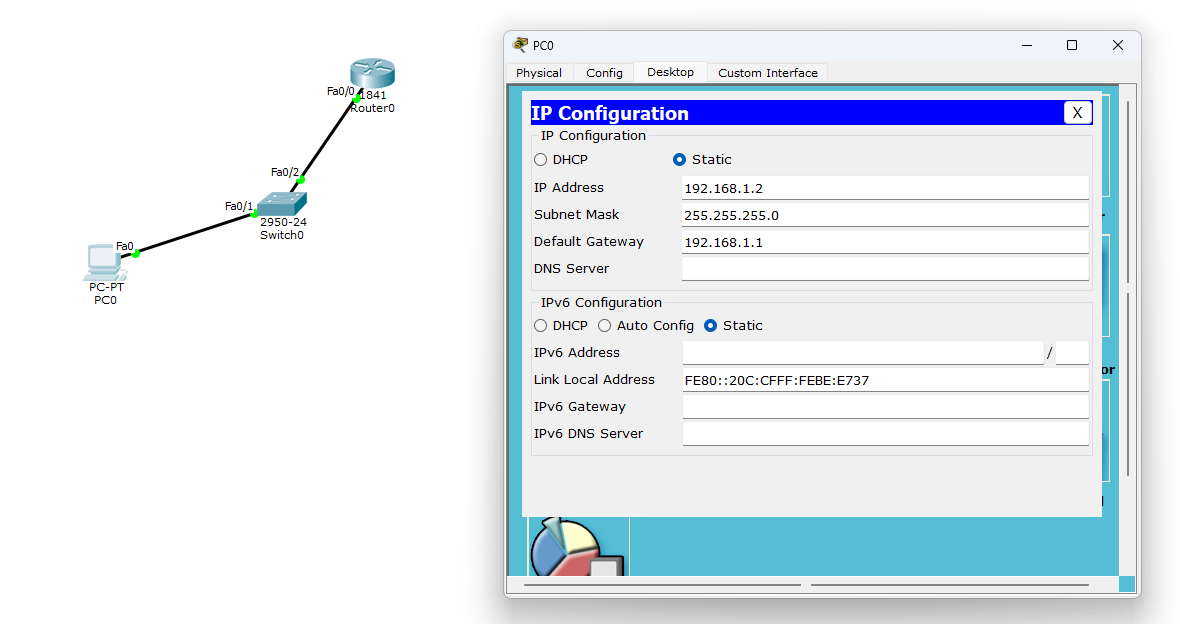 Fa0/0
1841
Router0
Fa0/2
Fa0/1
2950-24
Switch0
Fa0
PC-PT
PC0
PC0
Physical Config Desktop Custom Interface
IP Configuration X
IP Configuration
DHCP Static
IP Address 192.168.1.2
Subnet Mask 255.255.255.0
Default Gateway 192.168.1.1
DNS Server
IPv6 Configuration
DHCP Auto Config Static
IPv6 Address /
Link Local Address FE80::20C:CFFF:FEBE:E737
IPv6 Gateway
IPv6 DNS Server
or